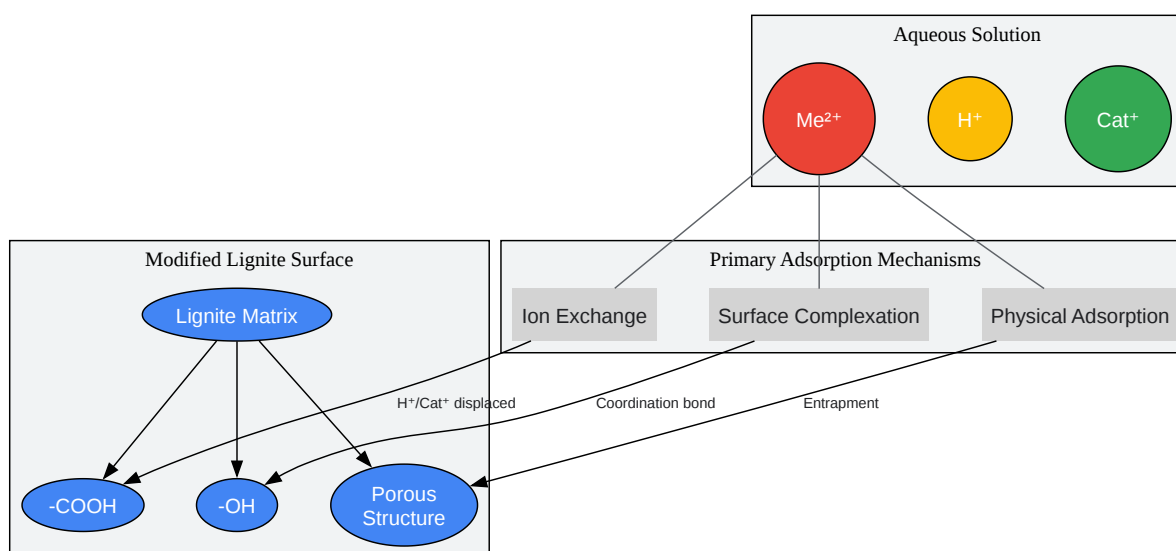 Aqueous Solution
Me²⁺
H⁺
Cat⁺
Modified Lignite Surface
Primary Adsorption Mechanisms
Lignite Matrix
Ion Exchange
Surface Complexation
Physical Adsorption
H⁺/Cat⁺ displaced
Coordination bond
Entrapment
-COOH
-OH
Porous
Structure